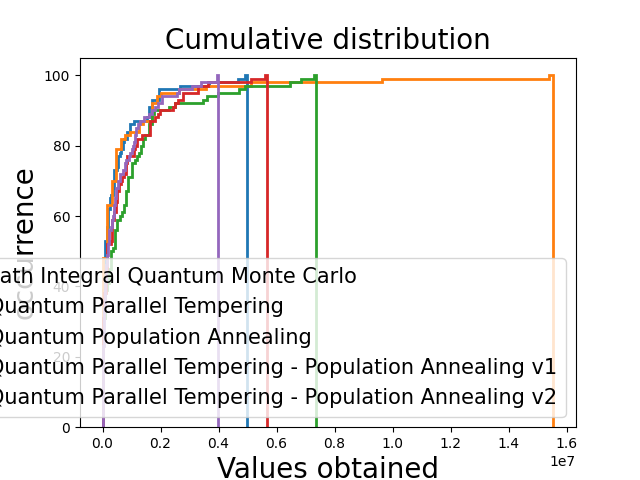 Cumulative distribution
100
80
60
40
20
0
occurrence
ath Integral Quantum Monte Carlo
Quantum Parallel Tempering
Quantum Population Annealing
Quantum Parallel Tempering - Population Annealing v1
Quantum Parallel Tempering - Population Annealing v2
0.0 0.2 0.4 0.6 0.8 1.0 1.2 1.4 1.6
1e7
Values obtained